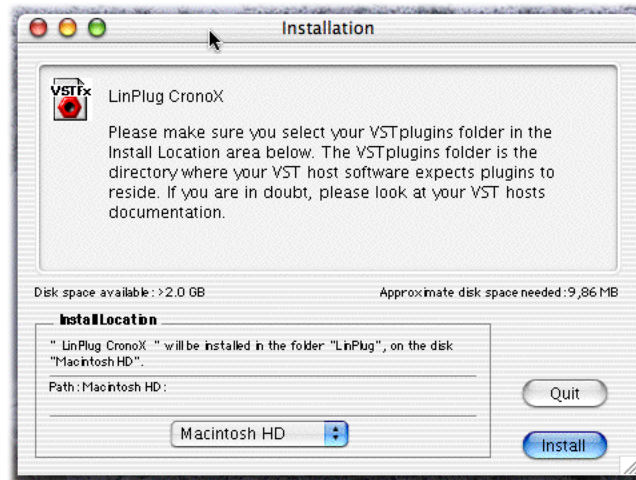 Installation
VSTfx
LinPlug CronoX
Please make sure you select your VSTplugins folder in the
Install Location area below. The VSTplugins folder is the
directory where your VST host software expects plugins to
reside. If you are in doubt, please look at your VST hosts
documentation.
Disk space available: >2.0 GB Approximate disk space needed: 9,86 MB
Install Location
" LinPlug CronoX " will be installed in the folder "LinPlug", on the disk
"Macintosh HD".
Path: Macintosh HD:
Quit
Macintosh HD
Install